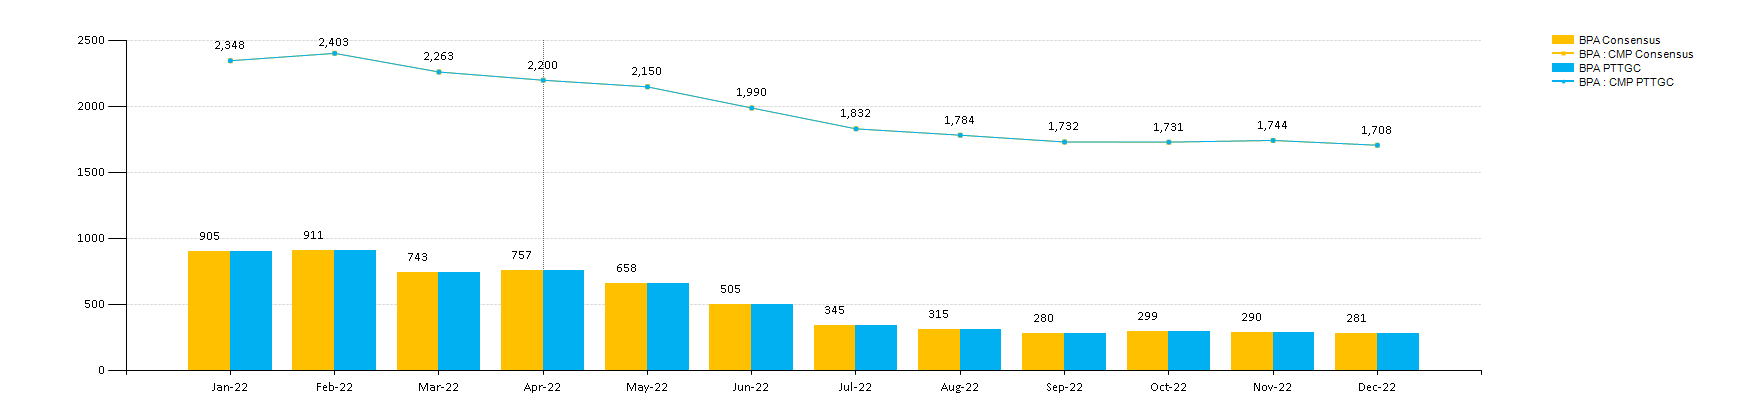 2500
2000
1500
1000
500
0
2,348
2,403
2,263
2,200
2,150
1,990
1,832
1,784
1,732
1,731
1,744
1,708
905
911
743
757
658
505
345
315
280
299
290
281
Jan-22
Feb-22
Mar-22
Apr-22
May-22
Jun-22
Jul-22
Aug-22
Sep-22
Oct-22
Nov-22
Dec-22
BPA Consensus
BPA : CMP Consensus
BPA PTTGC
BPA : CMP PTTGC